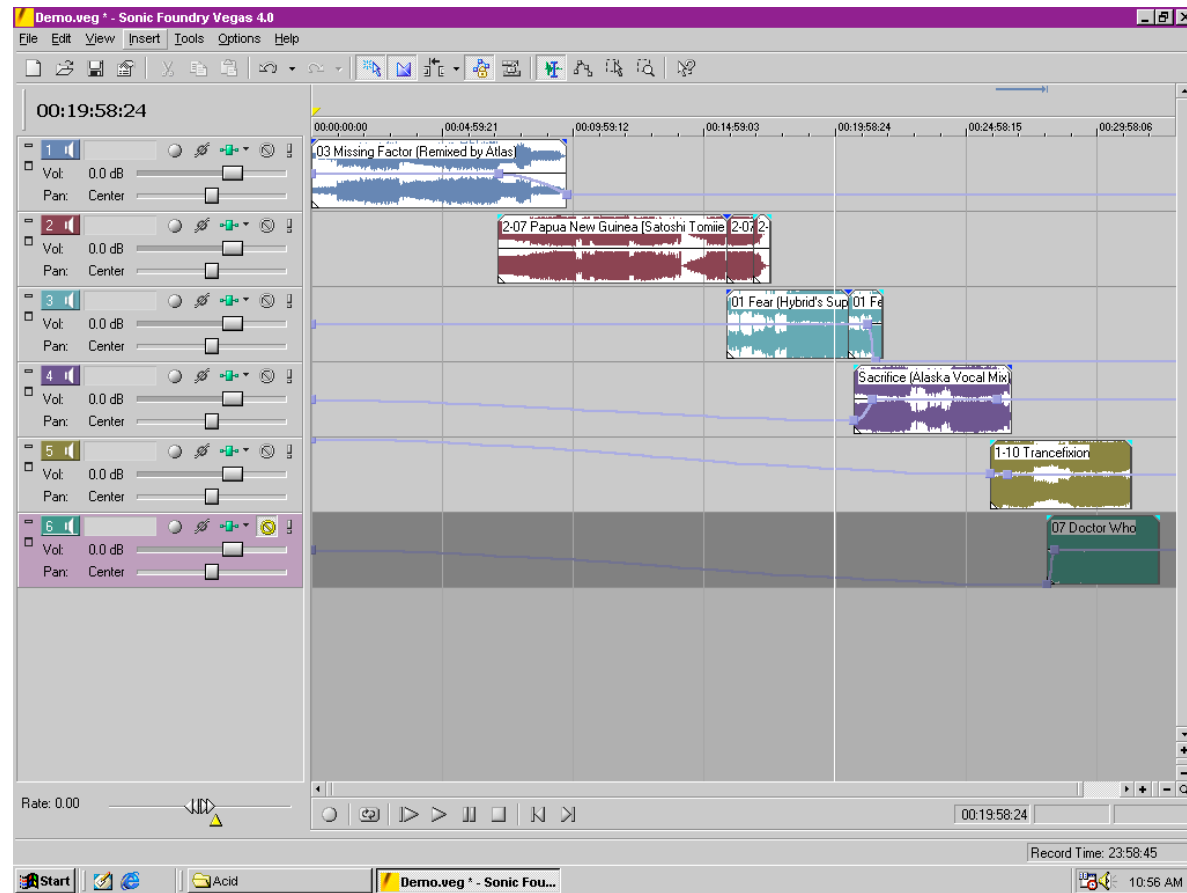 Demo.veg * - Sonic Foundry Vegas 4.0
File Edit View Insert Tools Options Help
00:19:58:24
00:00:00:00 00:04:59:21 00:09:59:12 00:14:59:03 00:19:58:24 00:24:58:15 00:29:58:06
1
Vol: 0.0 dB
Pan: Center
03 Missing Factor (Remixed by Atlas)
2
Vol: 0.0 dB
Pan: Center
2-07 Papua New Guinea [Satoshi Tomiie 2-07 2-
3
Vol: 0.0 dB
Pan: Center
01 Fear (Hybrid's Sup 01 Fe
4
Vol: 0.0 dB
Pan: Center
Sacrifice (Alaska Vocal Mix)
5
Vol: 0.0 dB
Pan: Center
1-10 Trancefixion
6
Vol: 0.0 dB
Pan: Center
07 Doctor Who
Rate: 0.00
00:19:58:24
Record Time: 23:58:45
Start Acid Demo.veg * - Sonic Fou... 10:56 AM